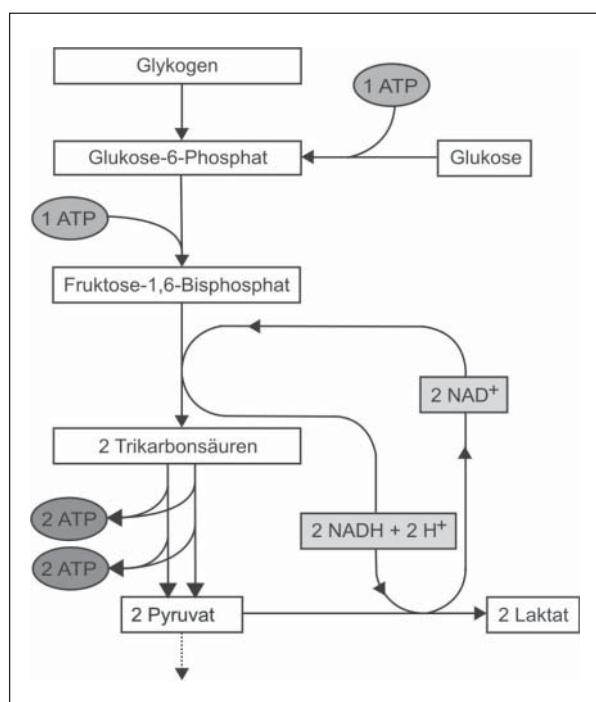 Glykogen
1 ATP
Glukose-6-Phosphat
Glukose
1 ATP
Fruktose-1,6-Bisphosphat
2 NAD+
2 Trikarbonsäuren
2 ATP
2 NADH + 2 H+
2 ATP
2 Pyruvat
2 Laktat